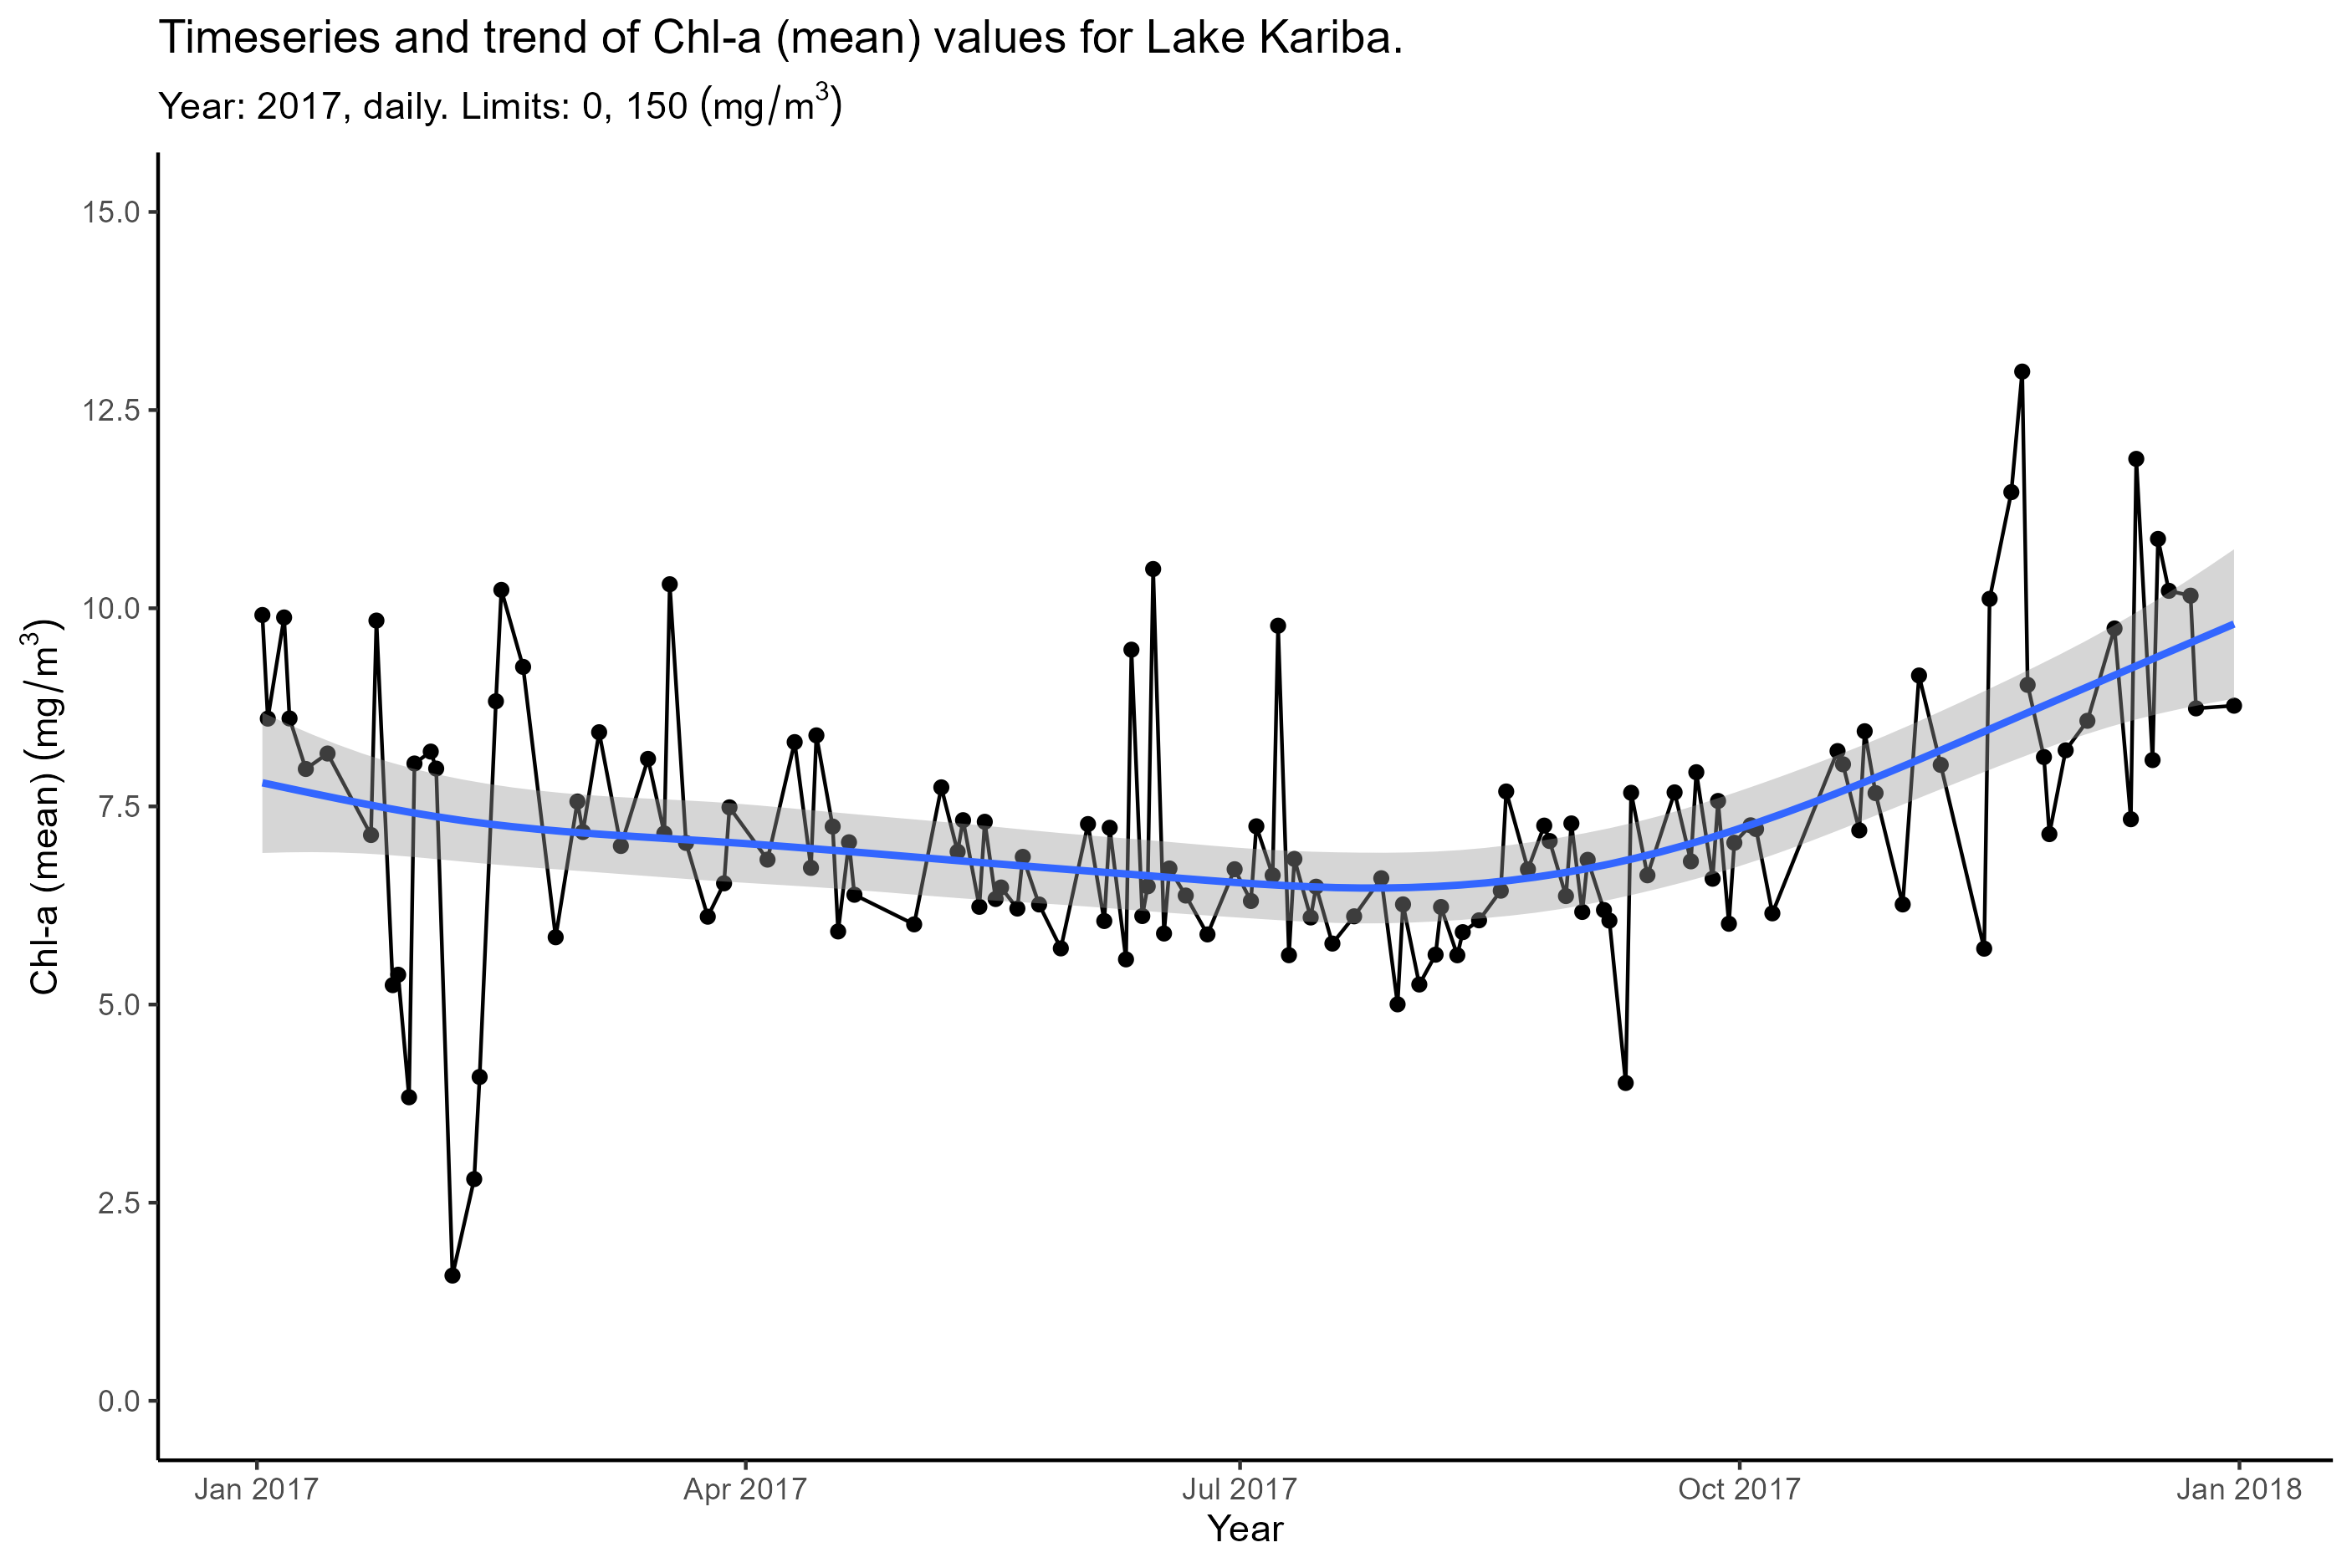 Timeseries and trend of Chl-a (mean) values for Lake Kariba.
Year: 2017, daily. Limits: 0, 150 (mg/m³)
Chl-a (mean) (mg/m³)
15.0
12.5
10.0
7.5
5.0
2.5
0.0
Jan 2017 Apr 2017 Jul 2017 Oct 2017 Jan 2018
Year